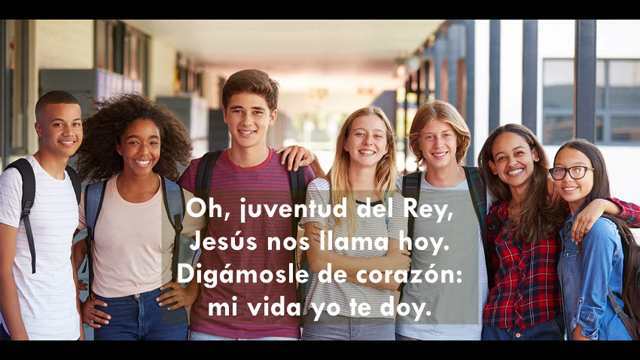 Oh, juventud del Rey,
Jesús nos llama hoy.
Digámosle de corazón:
mi vida yo te doy.